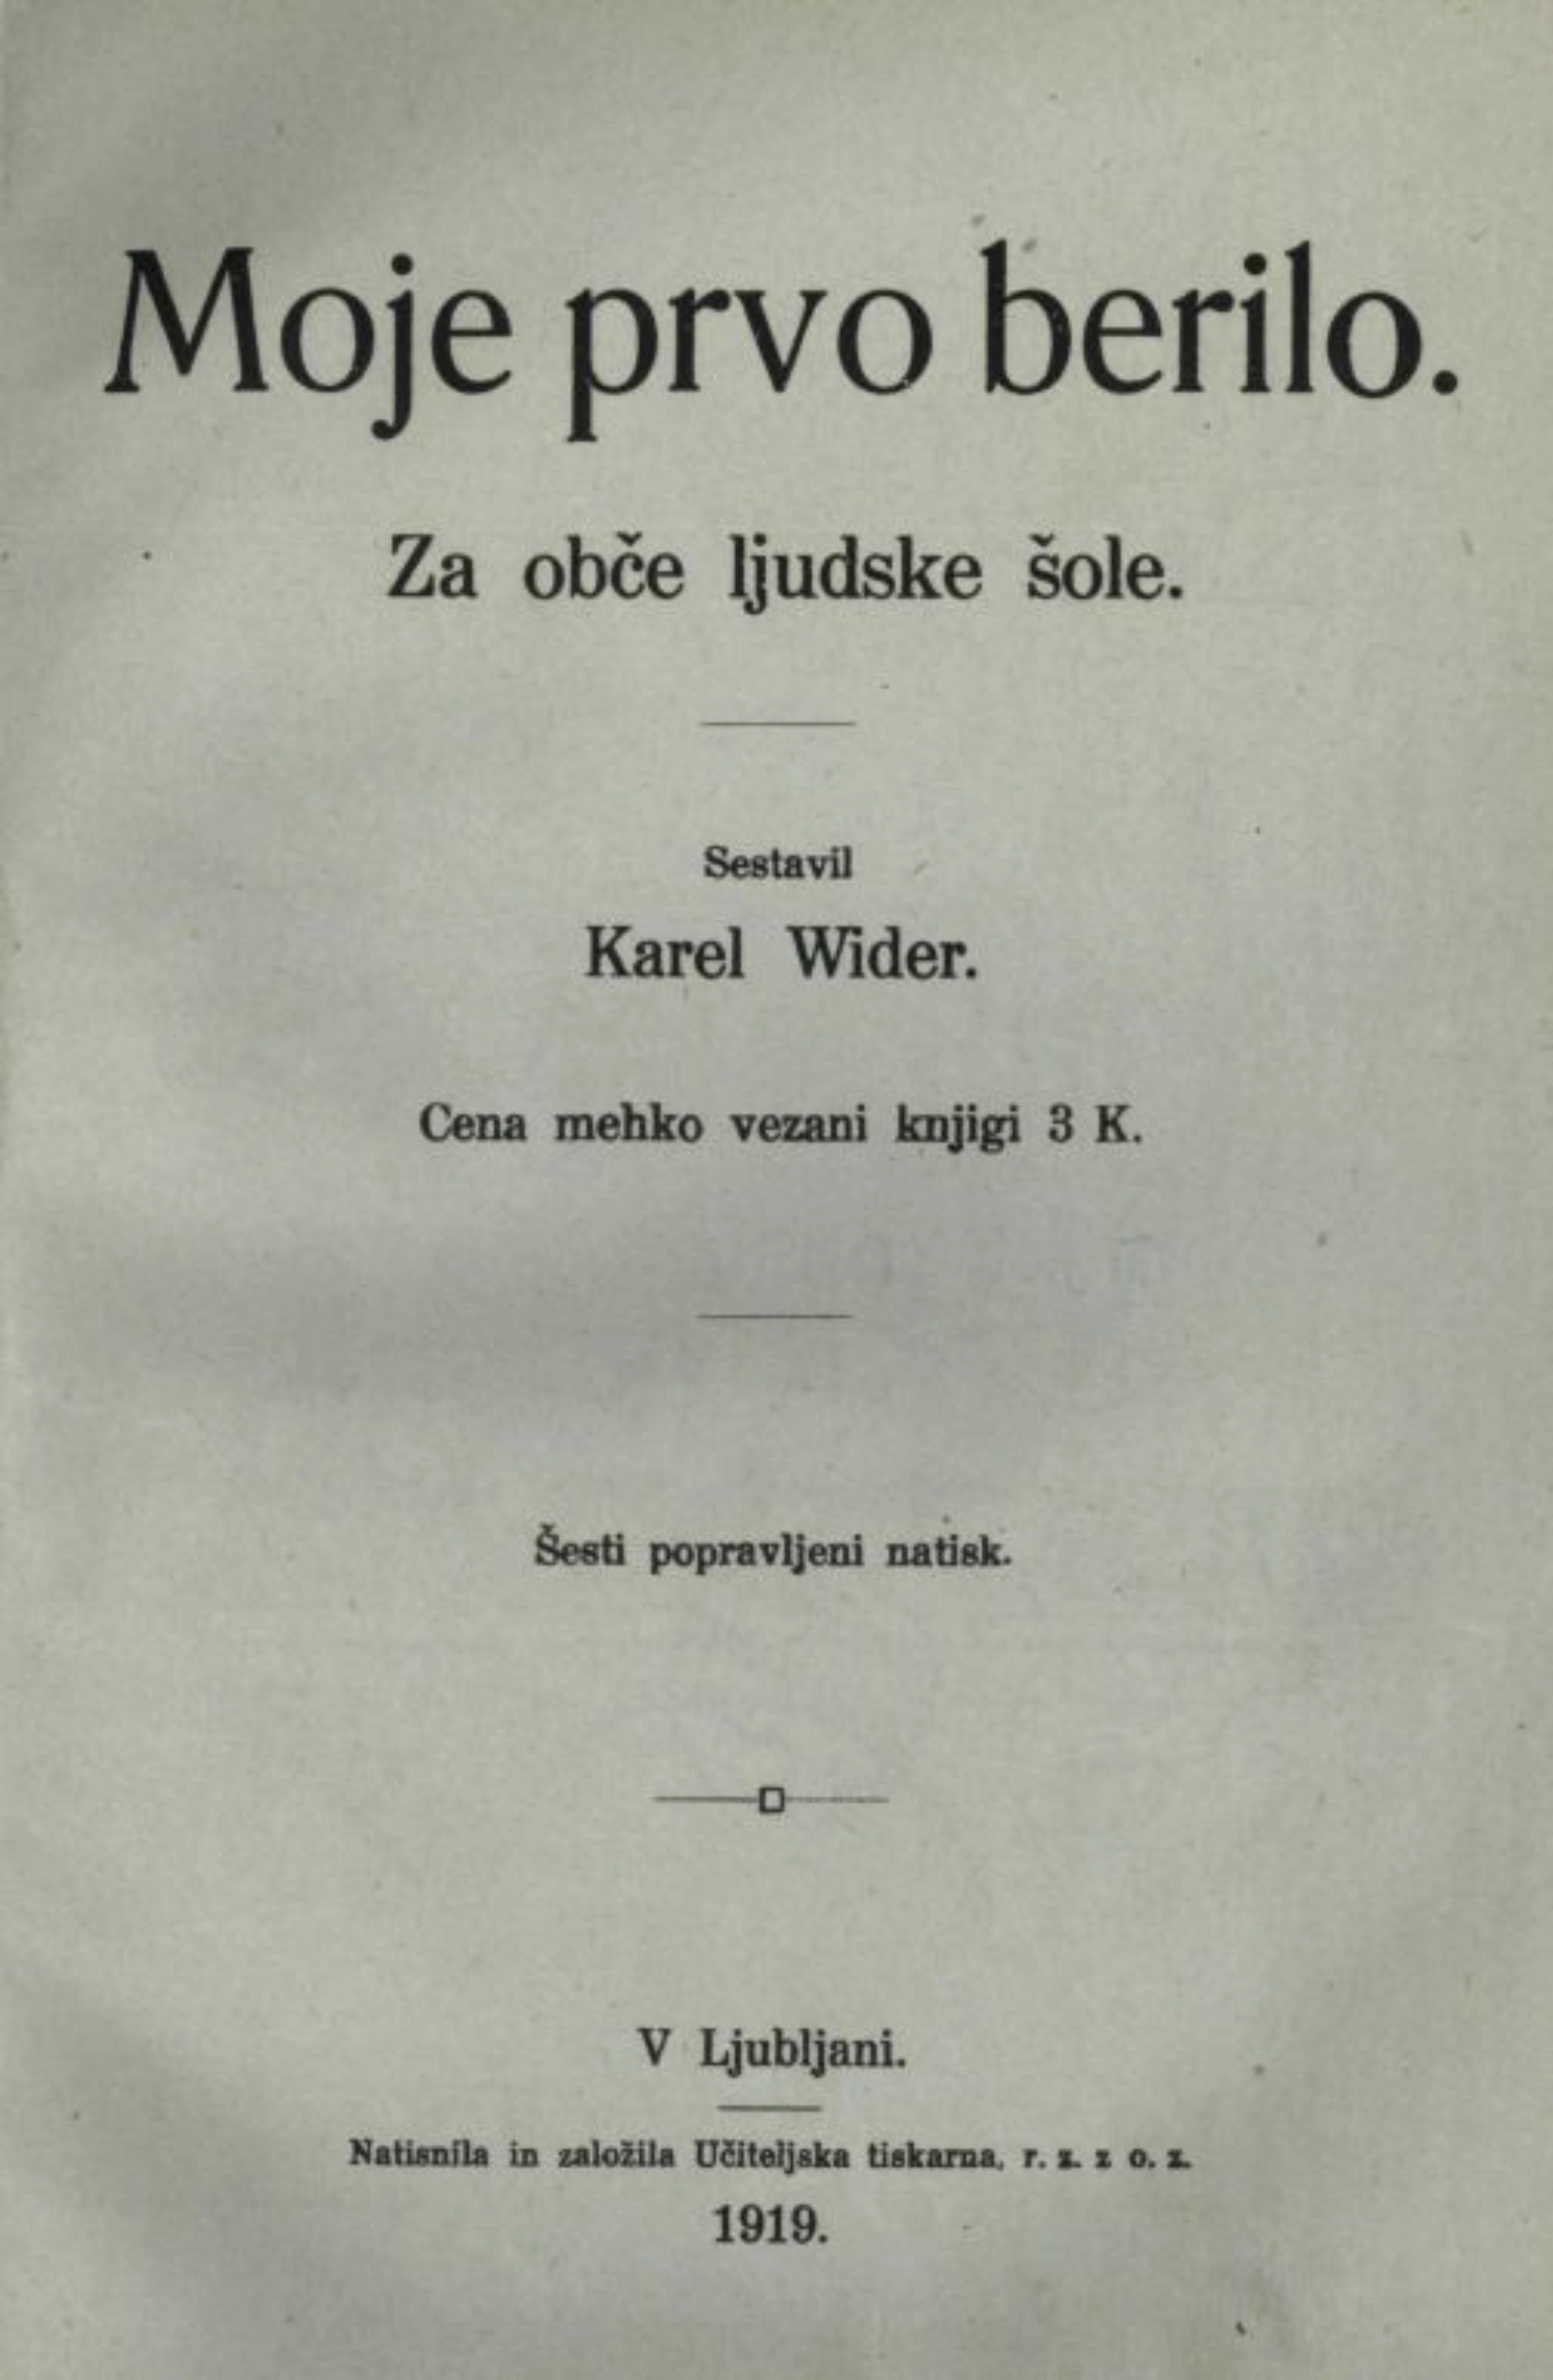 Moje prvo berilo.
Za obče ljudske šole.
Sestavil
Karel Wider.
Cena mehko vezani knjigi 3 K.
Šesti popravljeni natisk.
V Ljubljani.
Natisnila in založila Učiteljska tiskarna, r. z. z o. z.
1919.